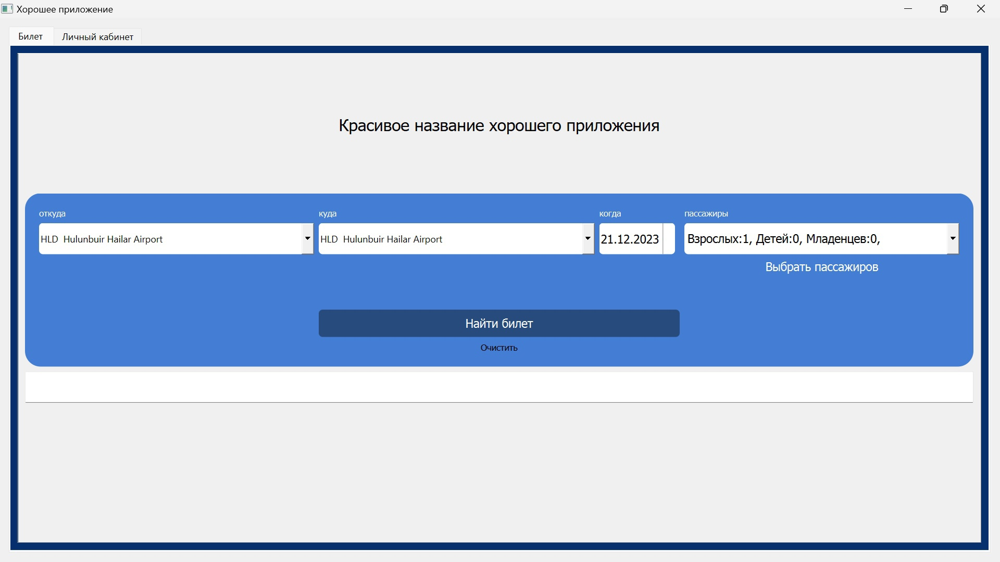 Хорошее приложение
Билет
Личный кабинет
Красивое название хорошего приложения
откуда
куда
когда
пассажиры
HLD  Hulunbuir Hailar Airport
HLD  Hulunbuir Hailar Airport
21.12.2023
Взрослых:1, Детей:0, Младенцев:0,
Выбрать пассажиров
Найти билет
Очистить